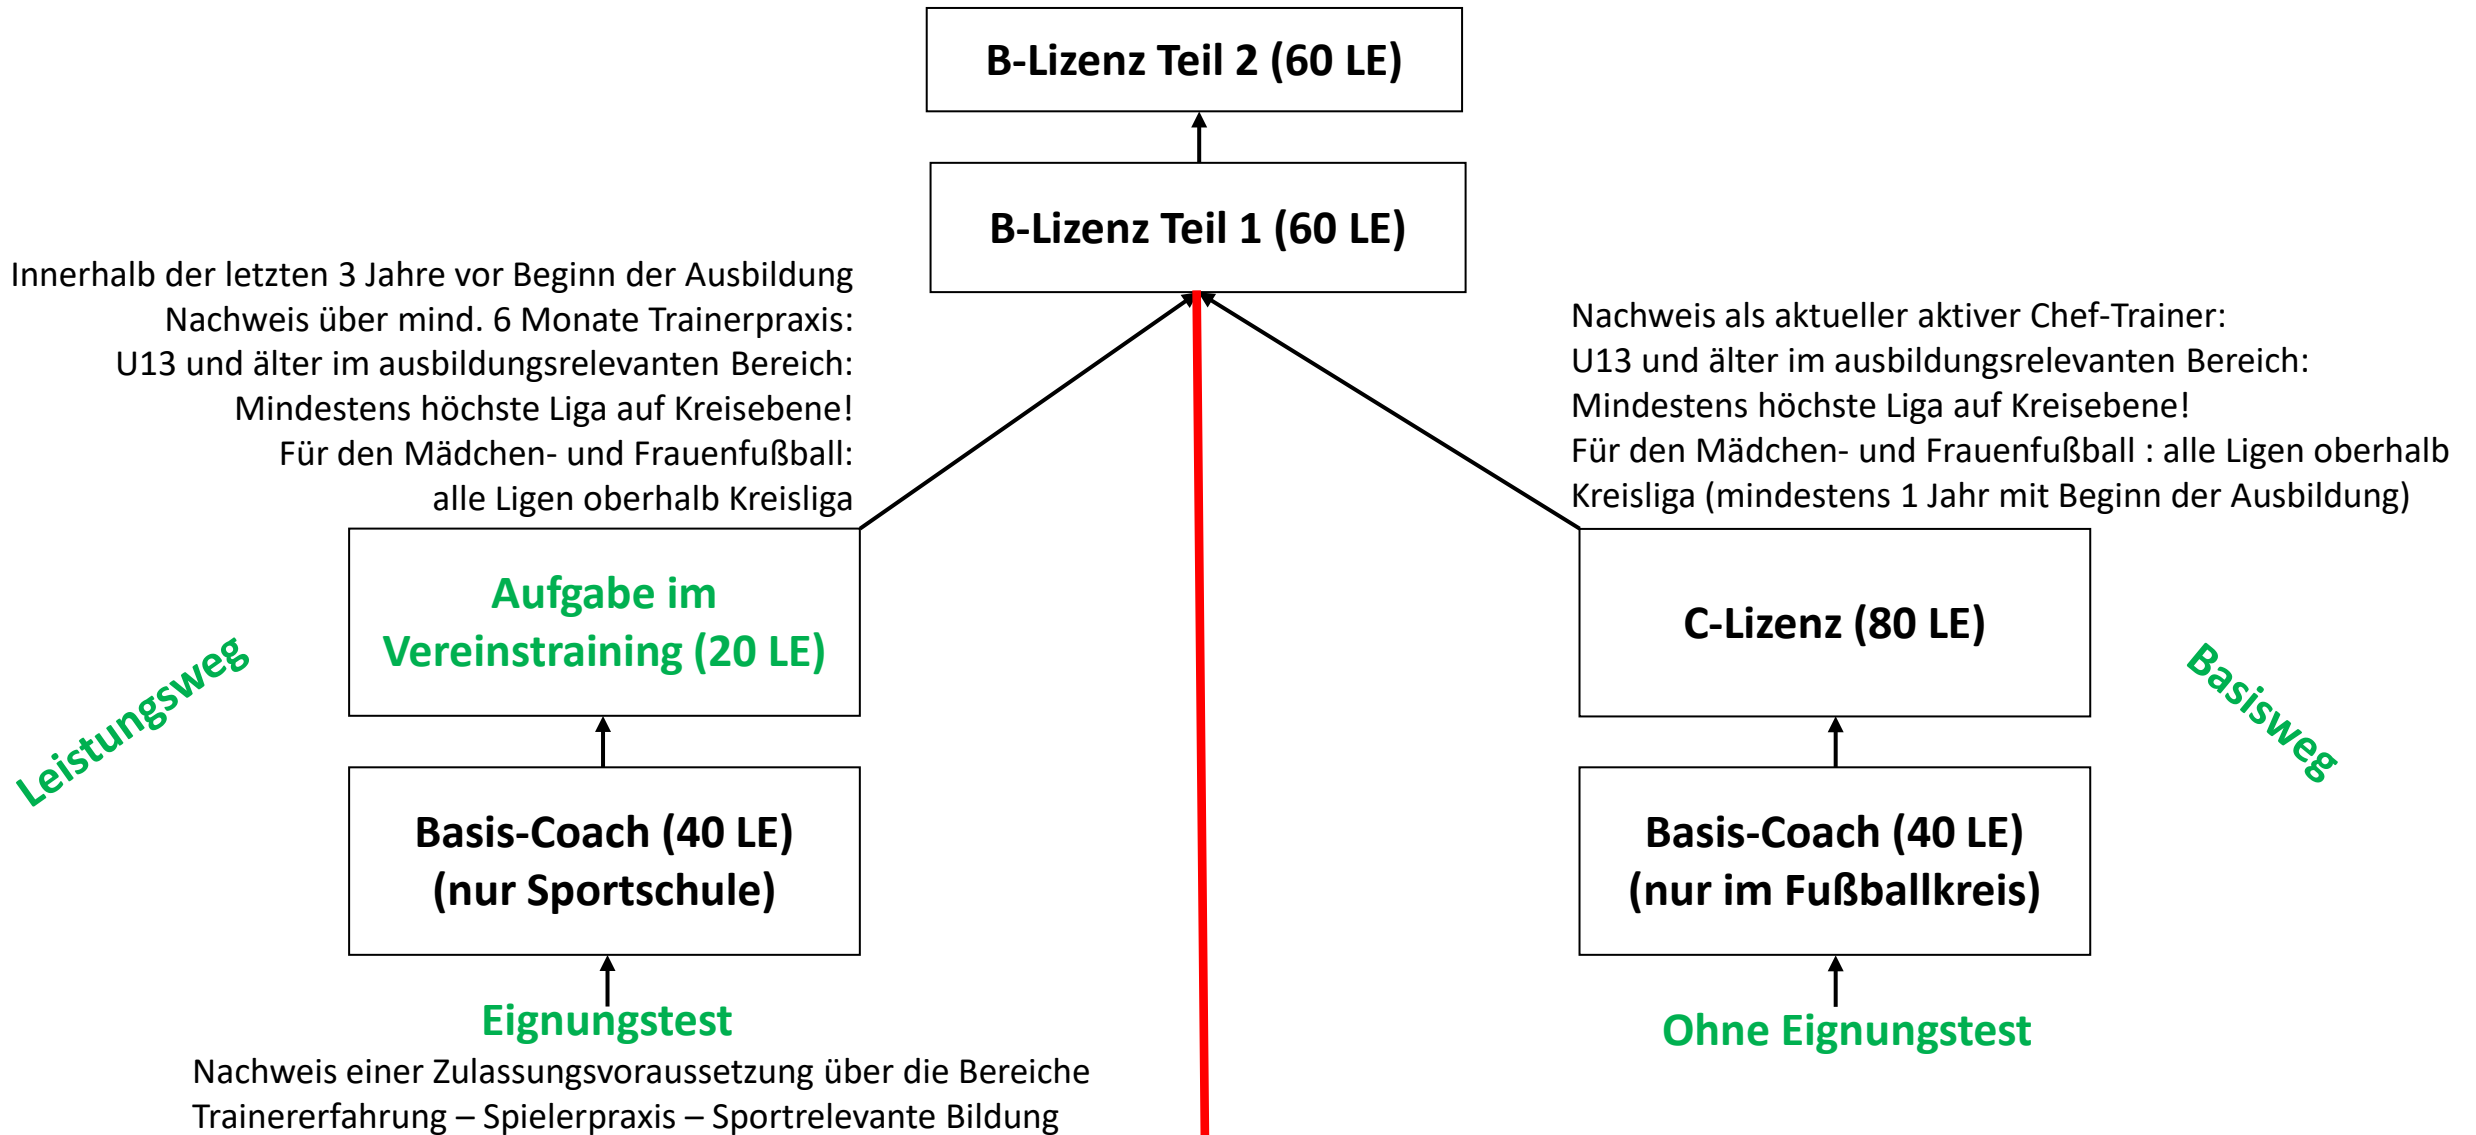 B-Lizenz Teil 2 (60 LE)
B-Lizenz Teil 1 (60 LE)
Innerhalb der letzten 3 Jahre vor Beginn der Ausbildung
Nachweis über mind. 6 Monate Trainerpraxis:
U13 und älter im ausbildungsrelevanten Bereich:
Mindestens höchste Liga auf Kreisebene!
Für den Mädchen- und Frauenfußball:
alle Ligen oberhalb Kreisliga
Nachweis als aktueller aktiver Chef-Trainer:
U13 und älter im ausbildungsrelevanten Bereich:
Mindestens höchste Liga auf Kreisebene!
Für den Mädchen- und Frauenfußball : alle Ligen oberhalb
Kreisliga (mindestens 1 Jahr mit Beginn der Ausbildung)
Leistungsweg
Aufgabe im
Vereinstraining (20 LE)
C-Lizenz (80 LE)
Basisweg
Basis-Coach (40 LE)
(nur Sportschule)
Basis-Coach (40 LE)
(nur im Fußballkreis)
Eignungstest
Nachweis einer Zulassungsvoraussetzung über die Bereiche
Trainererfahrung – Spielerpraxis – Sportrelevante Bildung
Ohne Eignungstest